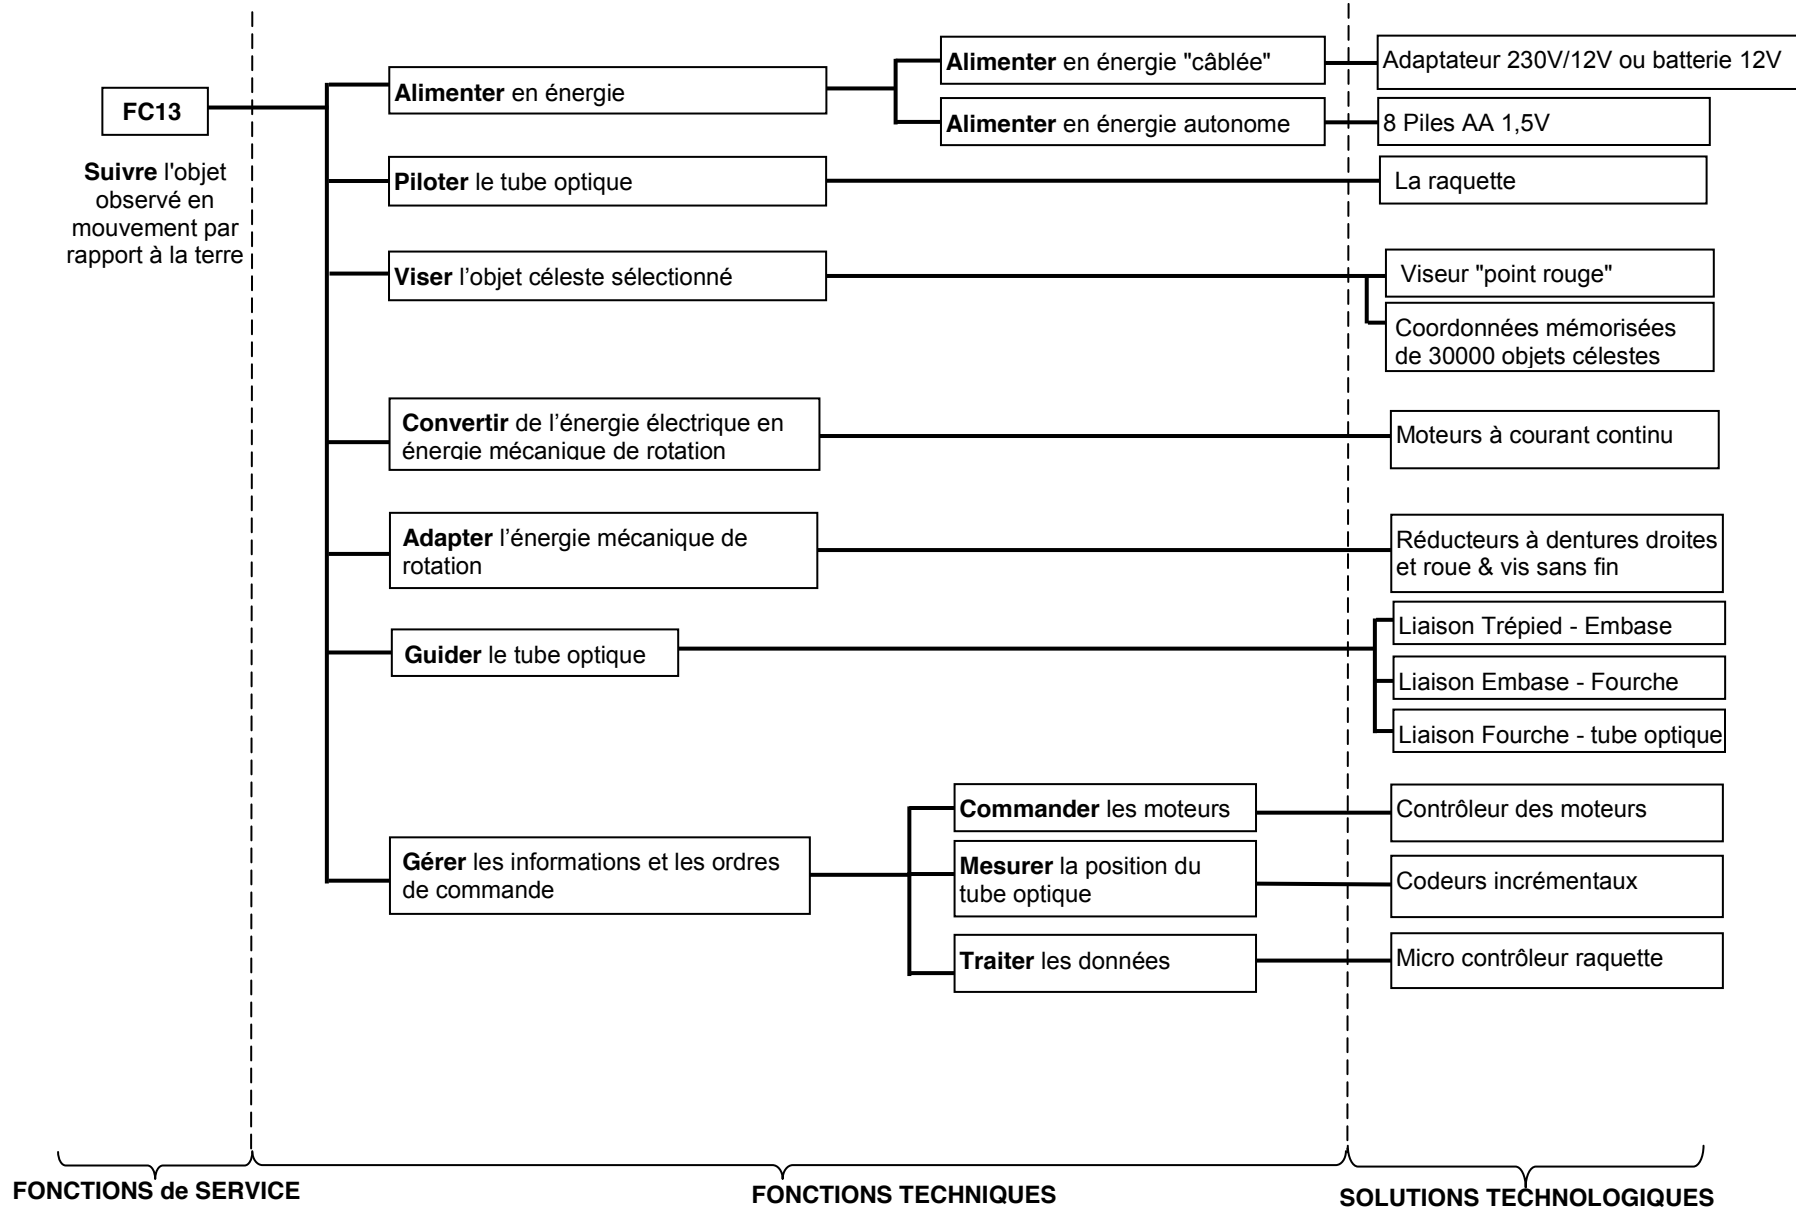 FC13
Suivre l'objet
observé en
mouvement par
rapport à la terre
Alimenter en énergie
Alimenter en énergie "câblée"
Adaptateur 230V/12V ou batterie 12V
Alimenter en énergie autonome
8 Piles AA 1,5V
Piloter le tube optique
La raquette
Viser l’objet céleste sélectionné
Viseur "point rouge"
Coordonnées mémorisées
de 30000 objets célestes
Convertir de l’énergie électrique en
énergie mécanique de rotation
Moteurs à courant continu
Adapter l’énergie mécanique de
rotation
Réducteurs à dentures droites
et roue & vis sans fin
Guider le tube optique
Liaison Trépied - Embase
Liaison Embase - Fourche
Liaison Fourche - tube optique
Gérer les informations et les ordres
de commande
Commander les moteurs
Contrôleur des moteurs
Mesurer la position du
tube optique
Codeurs incrémentaux
Traiter les données
Micro contrôleur raquette
FONCTIONS de SERVICE
FONCTIONS TECHNIQUES
SOLUTIONS TECHNOLOGIQUES